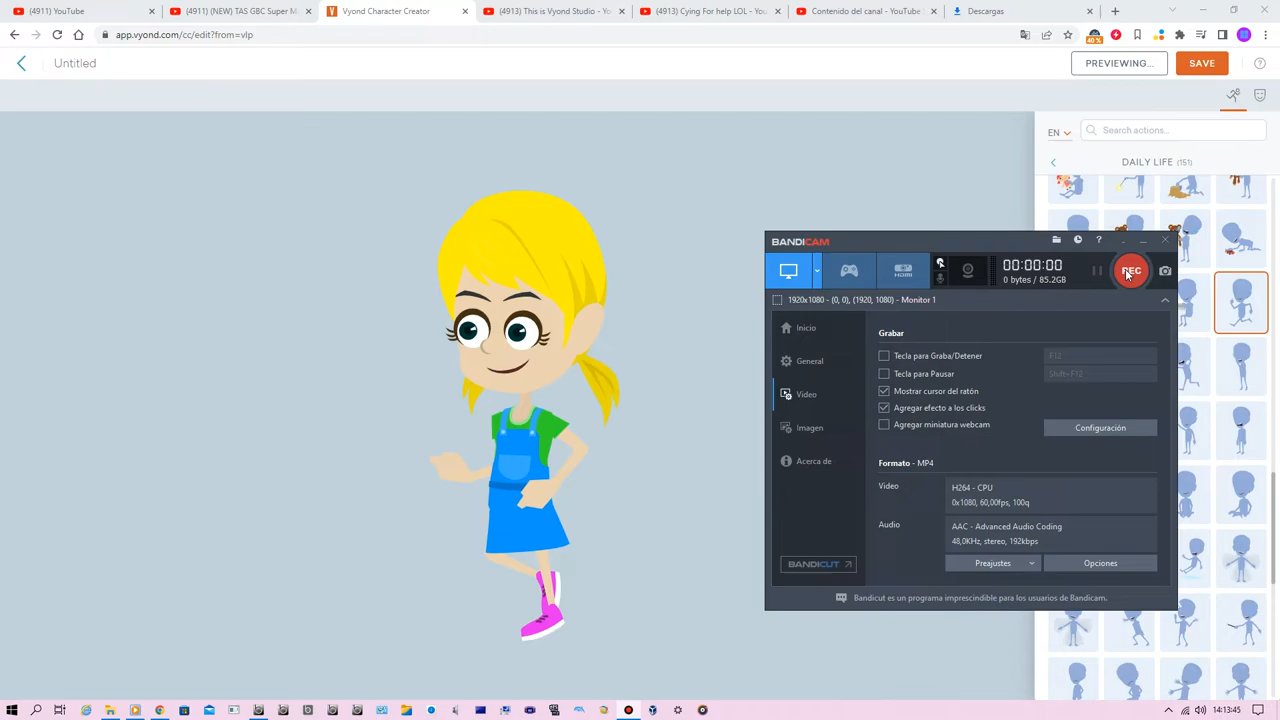 (4911) YouTube
(4911) (NEW) TAS GBC Super M
Vyond Character Creator
(4913) This is Vyond Studio - You
(4913) Cying For help LOL - You
Contenido del canal - YouTube
Descargas
app.vyond.com/cc/edit?from=vlp
Untitled
PREVIEWING...
SAVE
EN
Search actions...
DAILY LIFE (151)
BANDICAM
HDMI
00:00:00
0 bytes / 85.2GB
REC
1920x1080 - (0, 0), (1920, 1080) - Monitor 1
Inicio
General
Video
Imagen
Acerca de
BANDICUT
Grabar
Tecla para Graba/Detener
F12
Tecla para Pausar
Shift+F12
Mostrar cursor del ratón
Agregar efecto a los clicks
Agregar miniatura webcam
Configuración
Formato - MP4
Video
H264 - CPU
0x1080, 60,00fps, 100q
Audio
AAC - Advanced Audio Coding
48,0KHz, stereo, 192kbps
Preajustes
Opciones
Bandicut es un programa imprescindible para los usuarios de Bandicam.
14:13:45